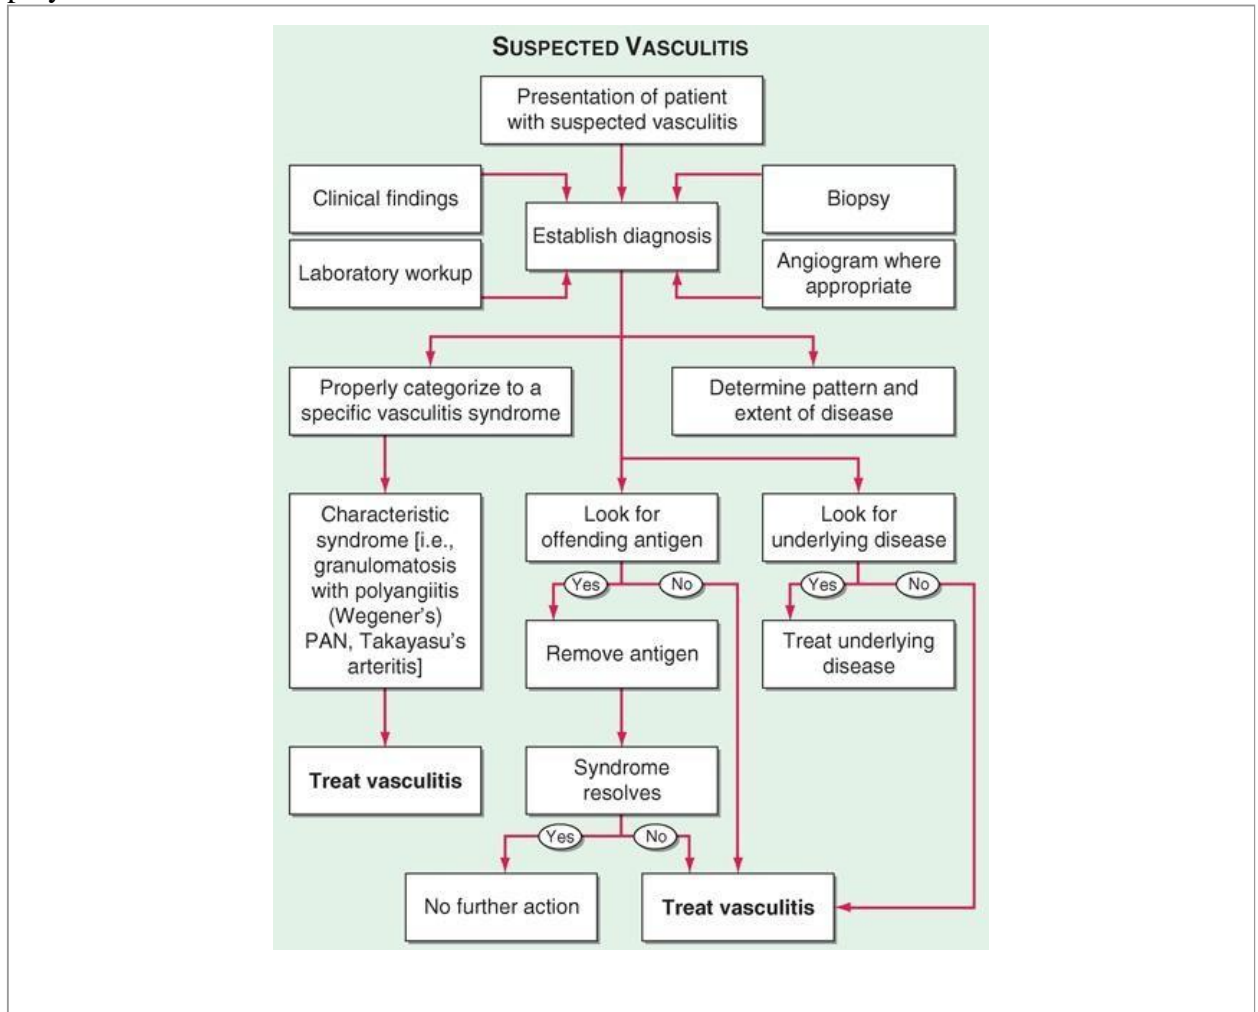 SUSPECTED VASCULITIS
Presentation of patient
with suspected vasculitis
Clinical findings
Biopsy
Establish diagnosis
Laboratory workup
Angiogram where
appropriate
Properly categorize to a
specific vasculitis syndrome
Determine pattern and
extent of disease
Characteristic
syndrome [i.e.,
granulomatosis
with polyangiitis
(Wegener's)
PAN, Takayasu's
arteritis]
Look for
offending antigen
Look for
underlying disease
Yes
No
Yes
No
Remove antigen
Treat underlying
disease
Treat vasculitis
Syndrome
resolves
Yes
No
No further action
Treat vasculitis